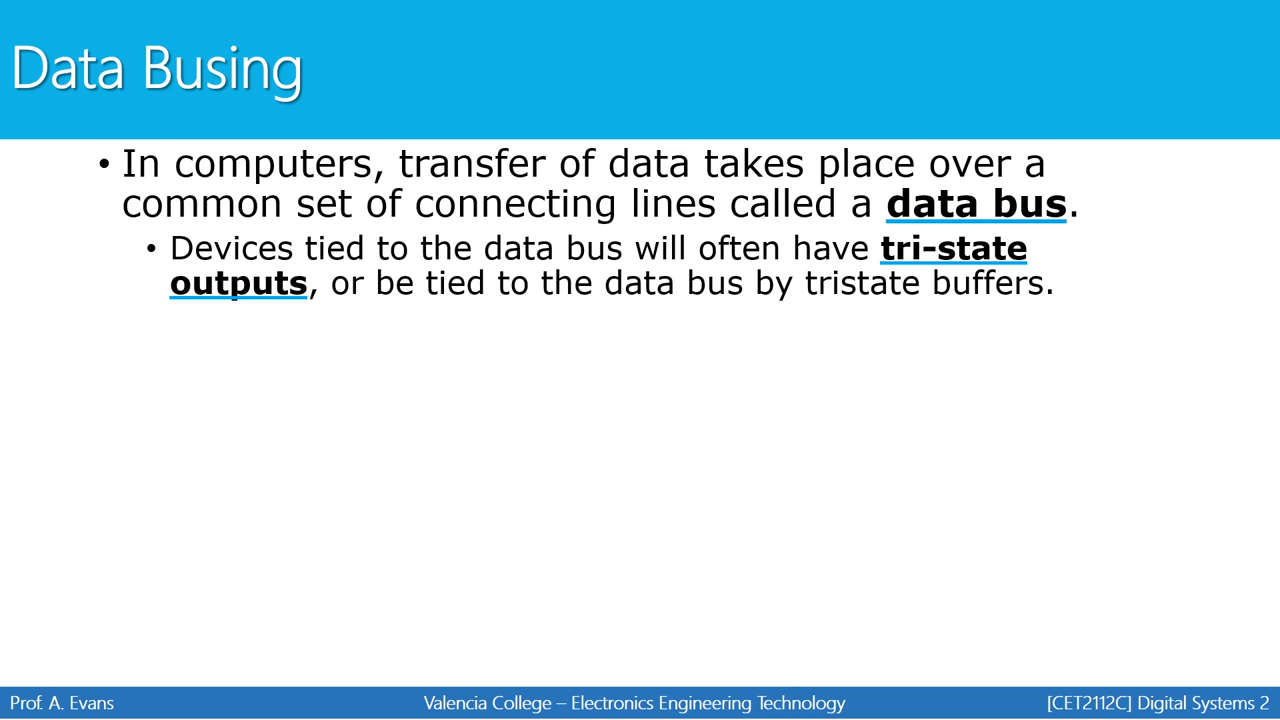 Data Busing
• In computers, transfer of data takes place over a
common set of connecting lines called a data bus.
• Devices tied to the data bus will often have tri-state
outputs, or be tied to the data bus by tristate buffers.
Prof. A. Evans
Valencia College – Electronics Engineering Technology
[CET2112C] Digital Systems 2